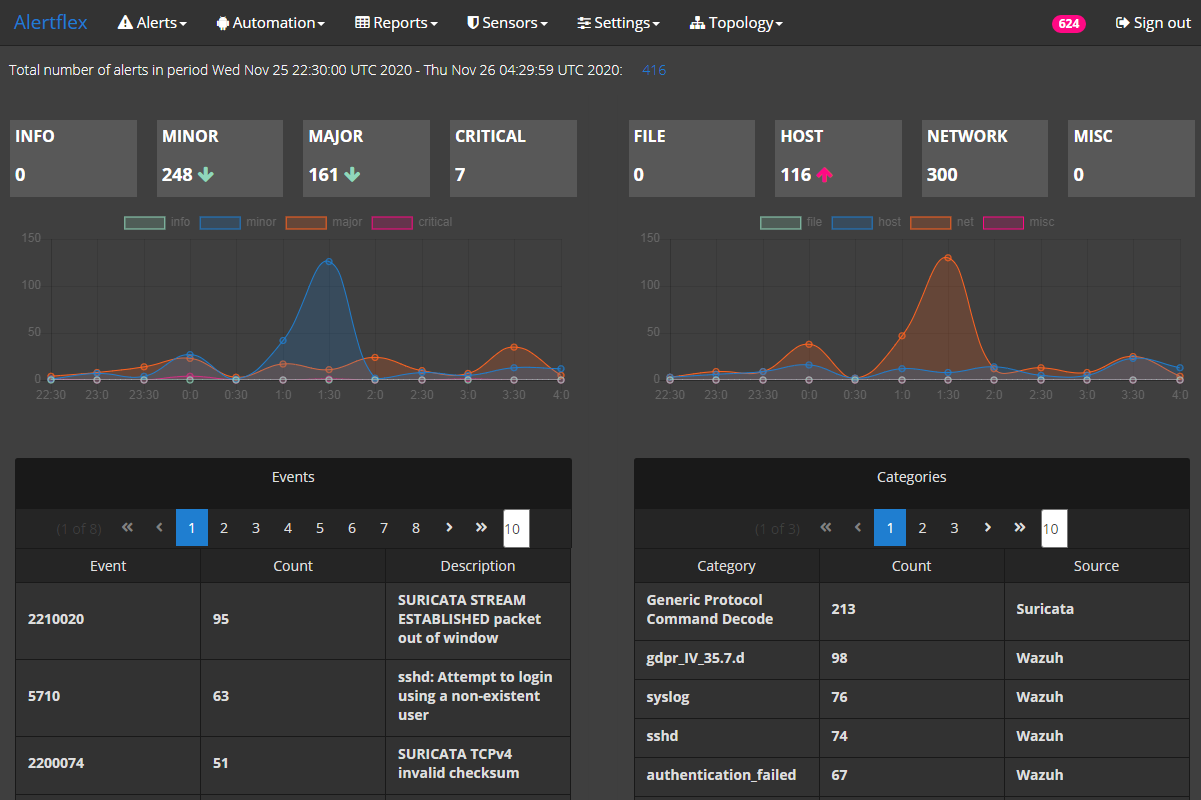 Alertflex Alerts Automation Reports Sensors Settings Topology 624 Sign out
Total number of alerts in period Wed Nov 25 22:30:00 UTC 2020 - Thu Nov 26 04:29:59 UTC 2020: 416
INFO MINOR MAJOR CRITICAL FILE HOST NETWORK MISC
0 248 161 7 0 116 300 0
info minor major critical
150
100
50
0
22:30 23:0 23:30 0:0 0:30 1:0 1:30 2:0 2:30 3:0 3:30 4:0
file host net misc
150
100
50
0
22:30 23:0 23:30 0:0 0:30 1:0 1:30 2:0 2:30 3:0 3:30 4:0
Events
(1 of 8) 1 2 3 4 5 6 7 8 10
Event Count Description
2210020 95 SURICATA STREAM
ESTABLISHED packet
out of window
5710 63 sshd: Attempt to login
using a non-existent
user
2200074 51 SURICATA TCPv4
invalid checksum
Categories
(1 of 3) 1 2 3 10
Category Count Source
Generic Protocol
Command Decode 213 Suricata
gdpr_IV_35.7.d 98 Wazuh
syslog 76 Wazuh
sshd 74 Wazuh
authentication_failed 67 Wazuh